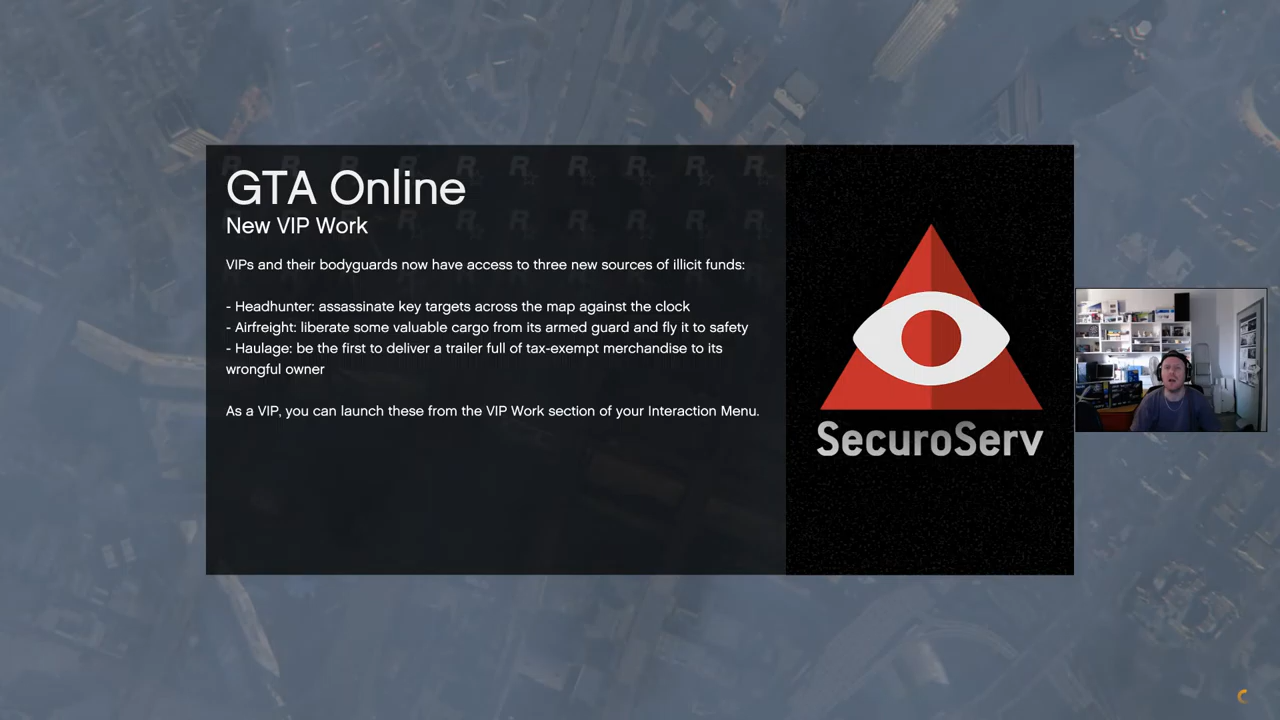 GTA Online
New VIP Work
VIPs and their bodyguards now have access to three new sources of illicit funds:
- Headhunter: assassinate key targets across the map against the clock
- Airfreight: liberate some valuable cargo from its armed guard and fly it to safety
- Haulage: be the first to deliver a trailer full of tax-exempt merchandise to its
wrongful owner
As a VIP, you can launch these from the VIP Work section of your Interaction Menu.
SecuroServ